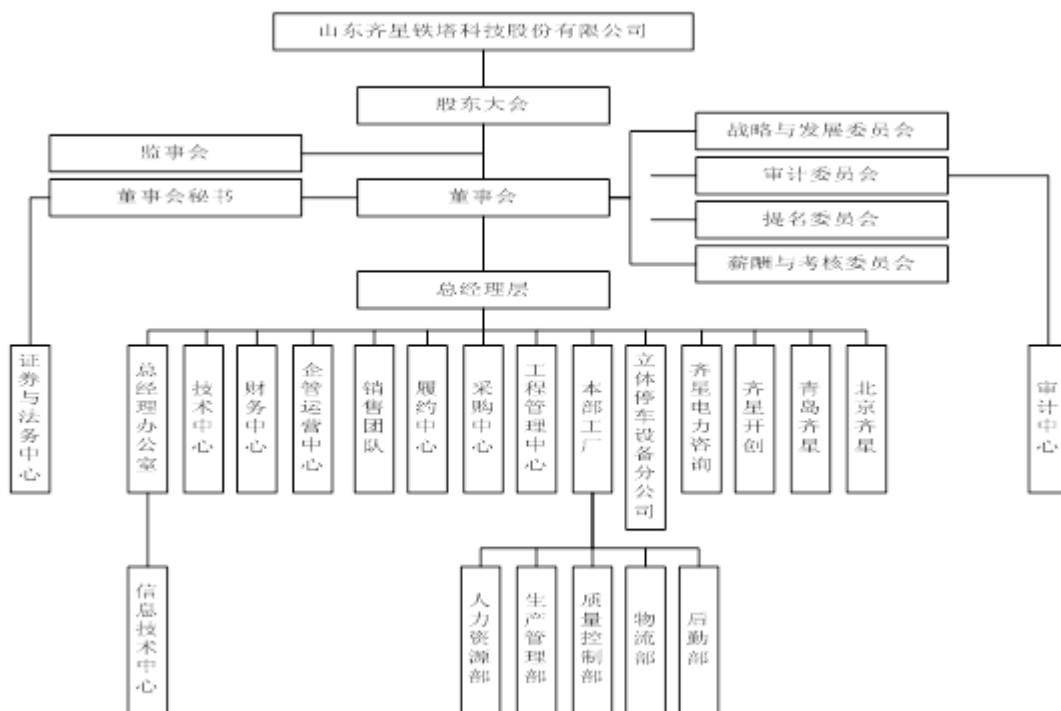 山东齐星铁塔科技股份有限公司
股东大会
战略与发展委员会
监事会
审计委员会
董事会秘书
董事会
提名委员会
薪酬与考核委员会
总经理层
证券与法务中心
总经理办公室
技术中心
财务中心
企管运营中心
销售团队
履约中心
采购中心
工程管理中心
本部工厂
立体停车设备分公司
齐星电力咨询
齐星开创
青岛齐星
北京齐星
审计中心
信息技术中心
人力资源部
生产管理部
质量控制部
物流部
后勤部